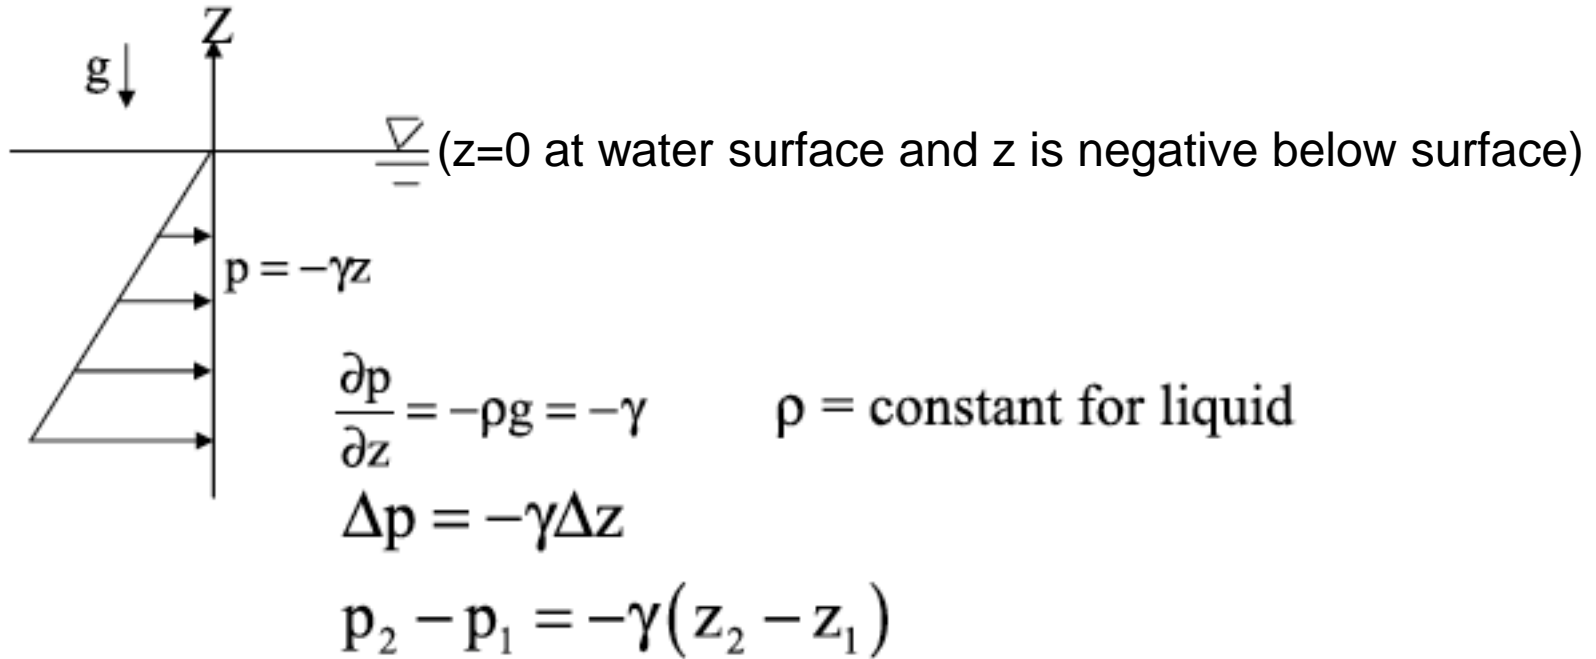 Z
g
(z=0 at water surface and z is negative below surface)
p = −γz
∂p/∂z = −ρg = −γ ρ = constant for liquid
Δp = −γΔz
p₂ − p₁ = −γ(z₂ − z₁)